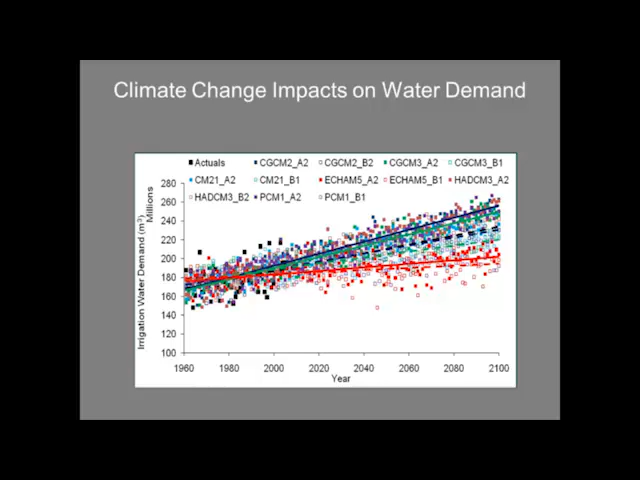 Climate Change Impacts on Water Demand
Actuals CGCM2_A2 CGCM2_B2 CGCM3_A2 CGCM3_B1
CM21_A2 CM21_B1 ECHAM5_A2 ECHAM5_B1 HADCM3_A2
HADCM3_B2 PCM1_A2 PCM1_B1
Irrigation Water Demand (m3)
Millions
280
260
240
220
200
180
160
140
120
100
1960 1980 2000 2020 2040 2060 2080 2100
Year